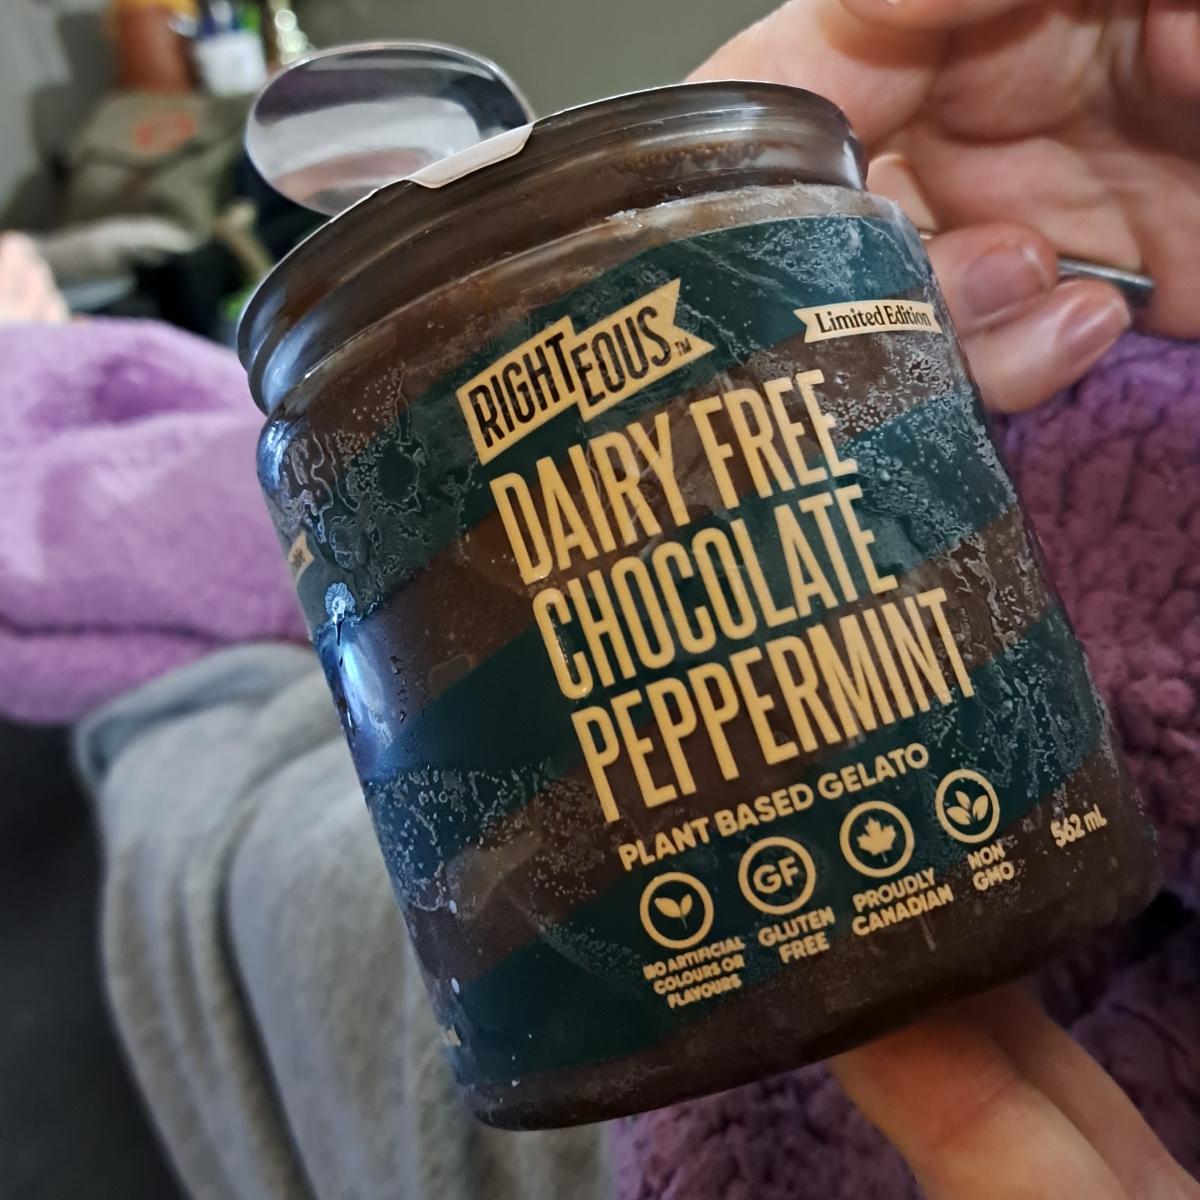 RIGHTEOUS™
Limited Edition
DAIRY FREE
CHOCOLATE
PEPPERMINT
PLANT BASED GELATO
NO ARTIFICIAL
COLOURS OR
FLAVOURS
GF
GLUTEN
FREE
PROUDLY
CANADIAN
NON
GMO
562 mL